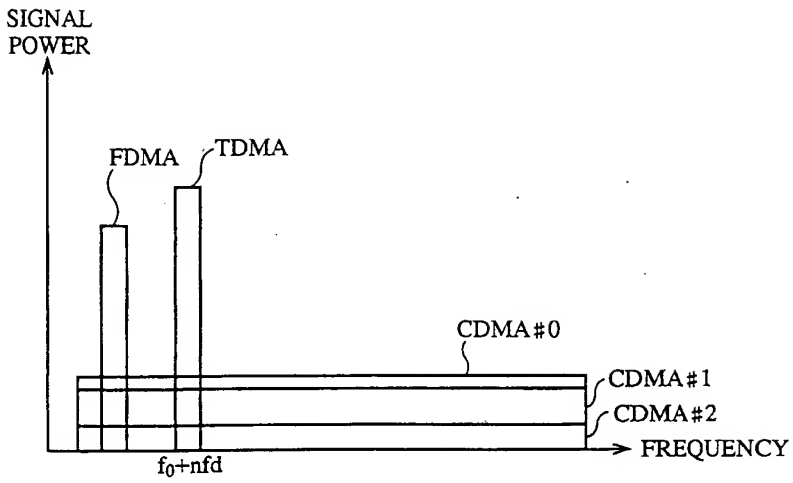 SIGNAL
POWER
FDMA
TDMA
CDMA#0
CDMA#1
CDMA#2
FREQUENCY
f₀+nfd